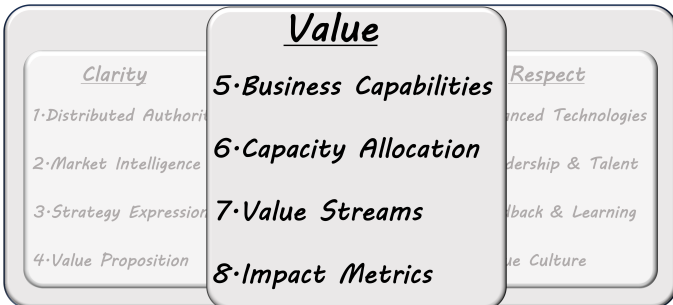 Value
5·Business Capabilities
6·Capacity Allocation
7·Value Streams
8·Impact Metrics
Clarity
1·Distributed
2·Market Intelligence
3·Strategy Expression
4·Value Proposition
Respect
Technologies
& Talent
& Learning
Culture